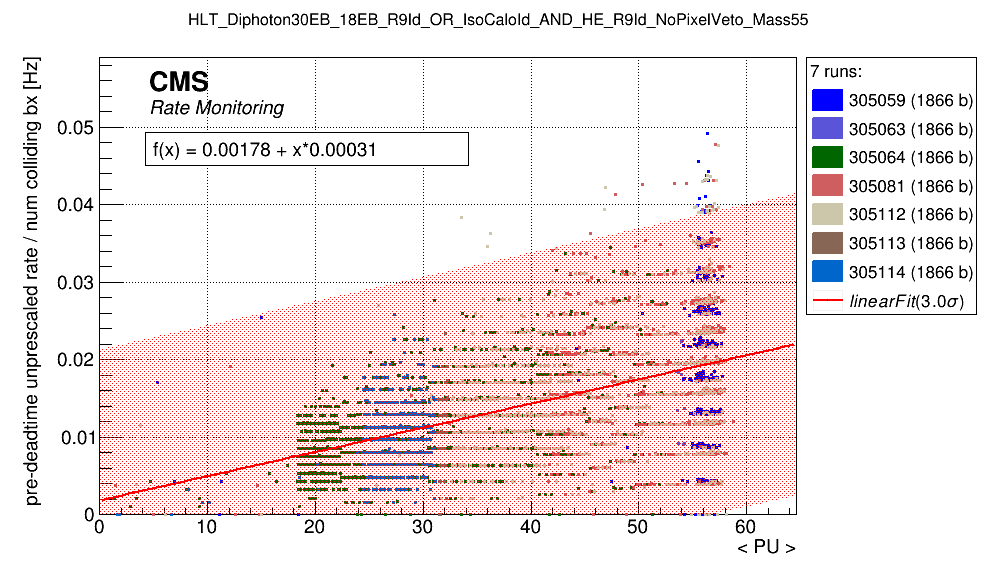 HLT_Diphoton30EB_18EB_R9Id_OR_IsoCaloId_AND_HE_R9Id_NoPixelVeto_Mass55
pre-deadtime unprescaled rate / num colliding bx [Hz]
CMS
Rate Monitoring
f(x) = 0.00178 + x*0.00031
0.05
0.04
0.03
0.02
0.01
0
0 10 20 30 40 50 60
< PU >
7 runs:
305059 (1866 b)
305063 (1866 b)
305064 (1866 b)
305081 (1866 b)
305112 (1866 b)
305113 (1866 b)
305114 (1866 b)
linearFit(3.0σ)